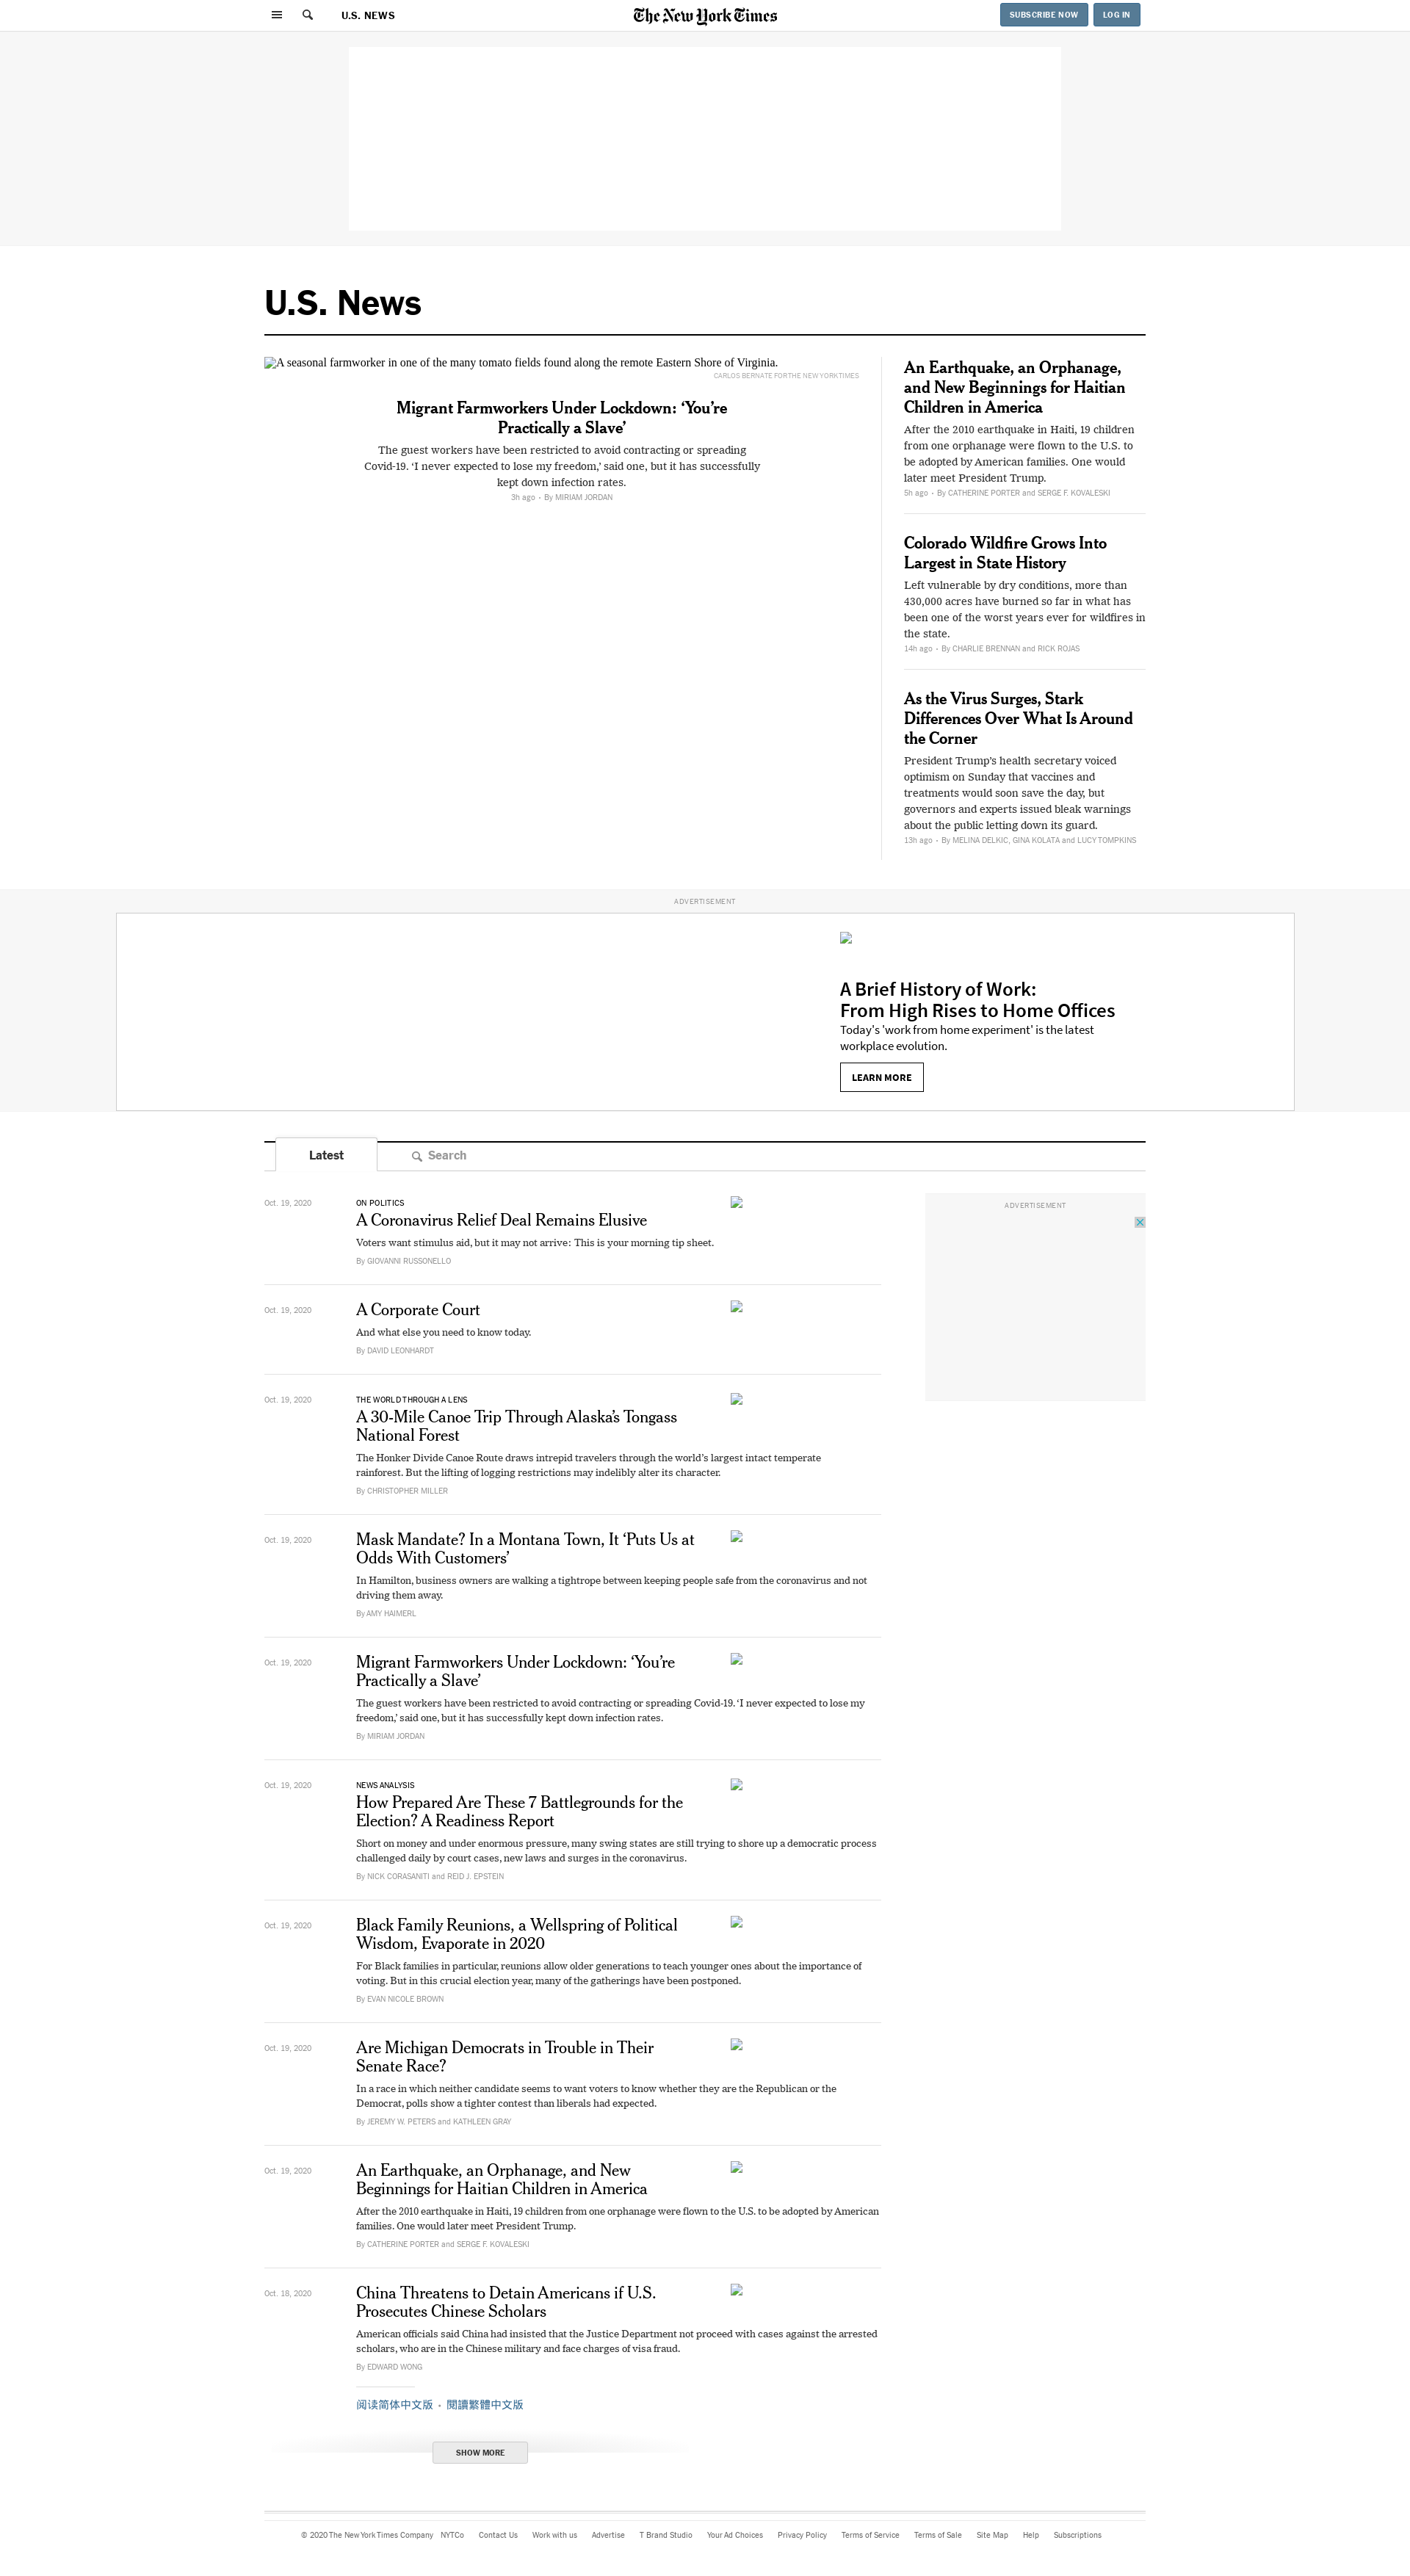 U.S. NEWS
The New York Times
SUBSCRIBE NOW
LOG IN
U.S. News
A seasonal farmworker in one of the many tomato fields found along the remote Eastern Shore of Virginia.
CARLOS BERNATE FOR THE NEW YORK TIMES
Migrant Farmworkers Under Lockdown: ‘You’re
Practically a Slave’
The guest workers have been restricted to avoid contracting or spreading
Covid-19. ‘I never expected to lose my freedom,’ said one, but it has successfully
kept down infection rates.
3h ago • By MIRIAM JORDAN
An Earthquake, an Orphanage,
and New Beginnings for Haitian
Children in America
After the 2010 earthquake in Haiti, 19 children
from one orphanage were flown to the U.S. to
be adopted by American families. One would
later meet President Trump.
5h ago • By CATHERINE PORTER and SERGE F. KOVALESKI
Colorado Wildfire Grows Into
Largest in State History
Left vulnerable by dry conditions, more than
430,000 acres have burned so far in what has
been one of the worst years ever for wildfires in
the state.
14h ago • By CHARLIE BRENNAN and RICK ROJAS
As the Virus Surges, Stark
Differences Over What Is Around
the Corner
President Trump’s health secretary voiced
optimism on Sunday that vaccines and
treatments would soon save the day, but
governors and experts issued bleak warnings
about the public letting down its guard.
13h ago • By MELINA DELKIC, GINA KOLATA and LUCY TOMPKINS
ADVERTISEMENT
A Brief History of Work:
From High Rises to Home Offices
Today's 'work from home experiment' is the latest
workplace evolution.
LEARN MORE
Latest
Search
ADVERTISEMENT
Oct. 19, 2020
ON POLITICS
A Coronavirus Relief Deal Remains Elusive
Voters want stimulus aid, but it may not arrive: This is your morning tip sheet.
By GIOVANNI RUSSONELLO
Oct. 19, 2020
A Corporate Court
And what else you need to know today.
By DAVID LEONHARDT
Oct. 19, 2020
THE WORLD THROUGH A LENS
A 30-Mile Canoe Trip Through Alaska’s Tongass
National Forest
The Honker Divide Canoe Route draws intrepid travelers through the world’s largest intact temperate
rainforest. But the lifting of logging restrictions may indelibly alter its character.
By CHRISTOPHER MILLER
Oct. 19, 2020
Mask Mandate? In a Montana Town, It ‘Puts Us at
Odds With Customers’
In Hamilton, business owners are walking a tightrope between keeping people safe from the coronavirus and not
driving them away.
By AMY HAIMERL
Oct. 19, 2020
Migrant Farmworkers Under Lockdown: ‘You’re
Practically a Slave’
The guest workers have been restricted to avoid contracting or spreading Covid-19. ‘I never expected to lose my
freedom,’ said one, but it has successfully kept down infection rates.
By MIRIAM JORDAN
Oct. 19, 2020
NEWS ANALYSIS
How Prepared Are These 7 Battlegrounds for the
Election? A Readiness Report
Short on money and under enormous pressure, many swing states are still trying to shore up a democratic process
challenged daily by court cases, new laws and surges in the coronavirus.
By NICK CORASANITI and REID J. EPSTEIN
Oct. 19, 2020
Black Family Reunions, a Wellspring of Political
Wisdom, Evaporate in 2020
For Black families in particular, reunions allow older generations to teach younger ones about the importance of
voting. But in this crucial election year, many of the gatherings have been postponed.
By EVAN NICOLE BROWN
Oct. 19, 2020
Are Michigan Democrats in Trouble in Their
Senate Race?
In a race in which neither candidate seems to want voters to know whether they are the Republican or the
Democrat, polls show a tighter contest than liberals had expected.
By JEREMY W. PETERS and KATHLEEN GRAY
Oct. 19, 2020
An Earthquake, an Orphanage, and New
Beginnings for Haitian Children in America
After the 2010 earthquake in Haiti, 19 children from one orphanage were flown to the U.S. to be adopted by American
families. One would later meet President Trump.
By CATHERINE PORTER and SERGE F. KOVALESKI
Oct. 18, 2020
China Threatens to Detain Americans if U.S.
Prosecutes Chinese Scholars
American officials said China had insisted that the Justice Department not proceed with cases against the arrested
scholars, who are in the Chinese military and face charges of visa fraud.
By EDWARD WONG
阅读简体中文版 • 閱讀繁體中文版
SHOW MORE
© 2020 The New York Times Company NYTCo Contact Us Work with us Advertise T Brand Studio Your Ad Choices Privacy Policy Terms of Service Terms of Sale Site Map Help Subscriptions